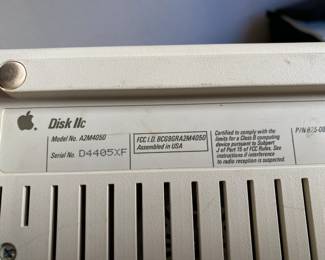 Disk IIc
Model No. A2M4050
Serial No. D4405XF
FCC I.D. BCG9GRA2M4050
Assembled in USA
Certified to comply with the
limits for a Class B computing
device pursuant to Subpart
J of Part 15 of FCC Rules. See
instructions if interference
to radio reception is suspected.
P/N